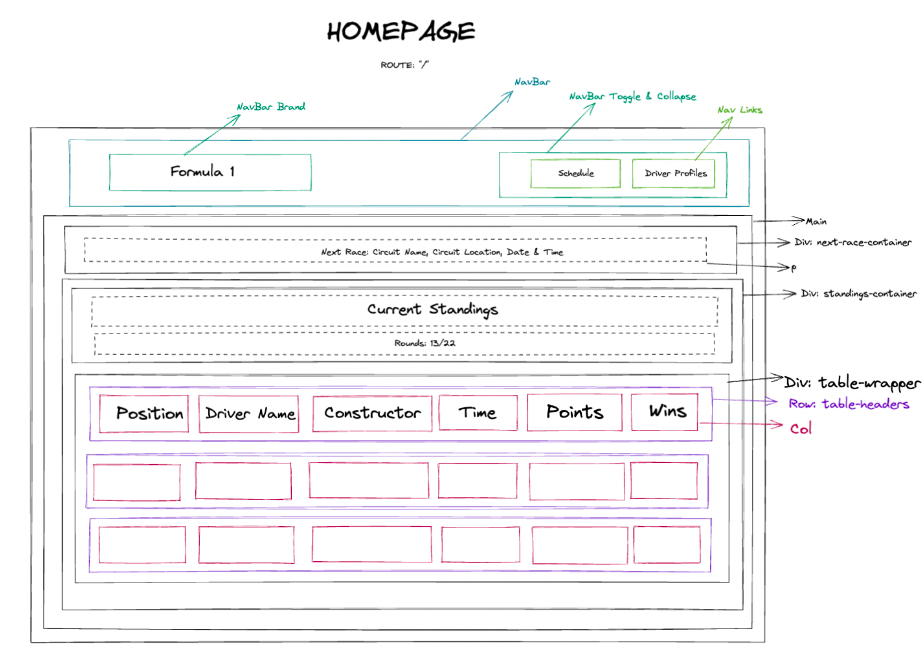 HOMEPAGE
ROUTE: "/"
NavBar
NavBar Brand
NavBar Toggle & Collapse
Nav Links
Formula 1
Schedule
Driver Profiles
Main
Div: next-race-container
Next Race: Circuit Name, Circuit Location, Date & Time
p
Div: standings-container
Current Standings
Rounds: 13/22
Div: table-wrapper
Row: table-headers
Position
Driver Name
Constructor
Time
Points
Wins
Col